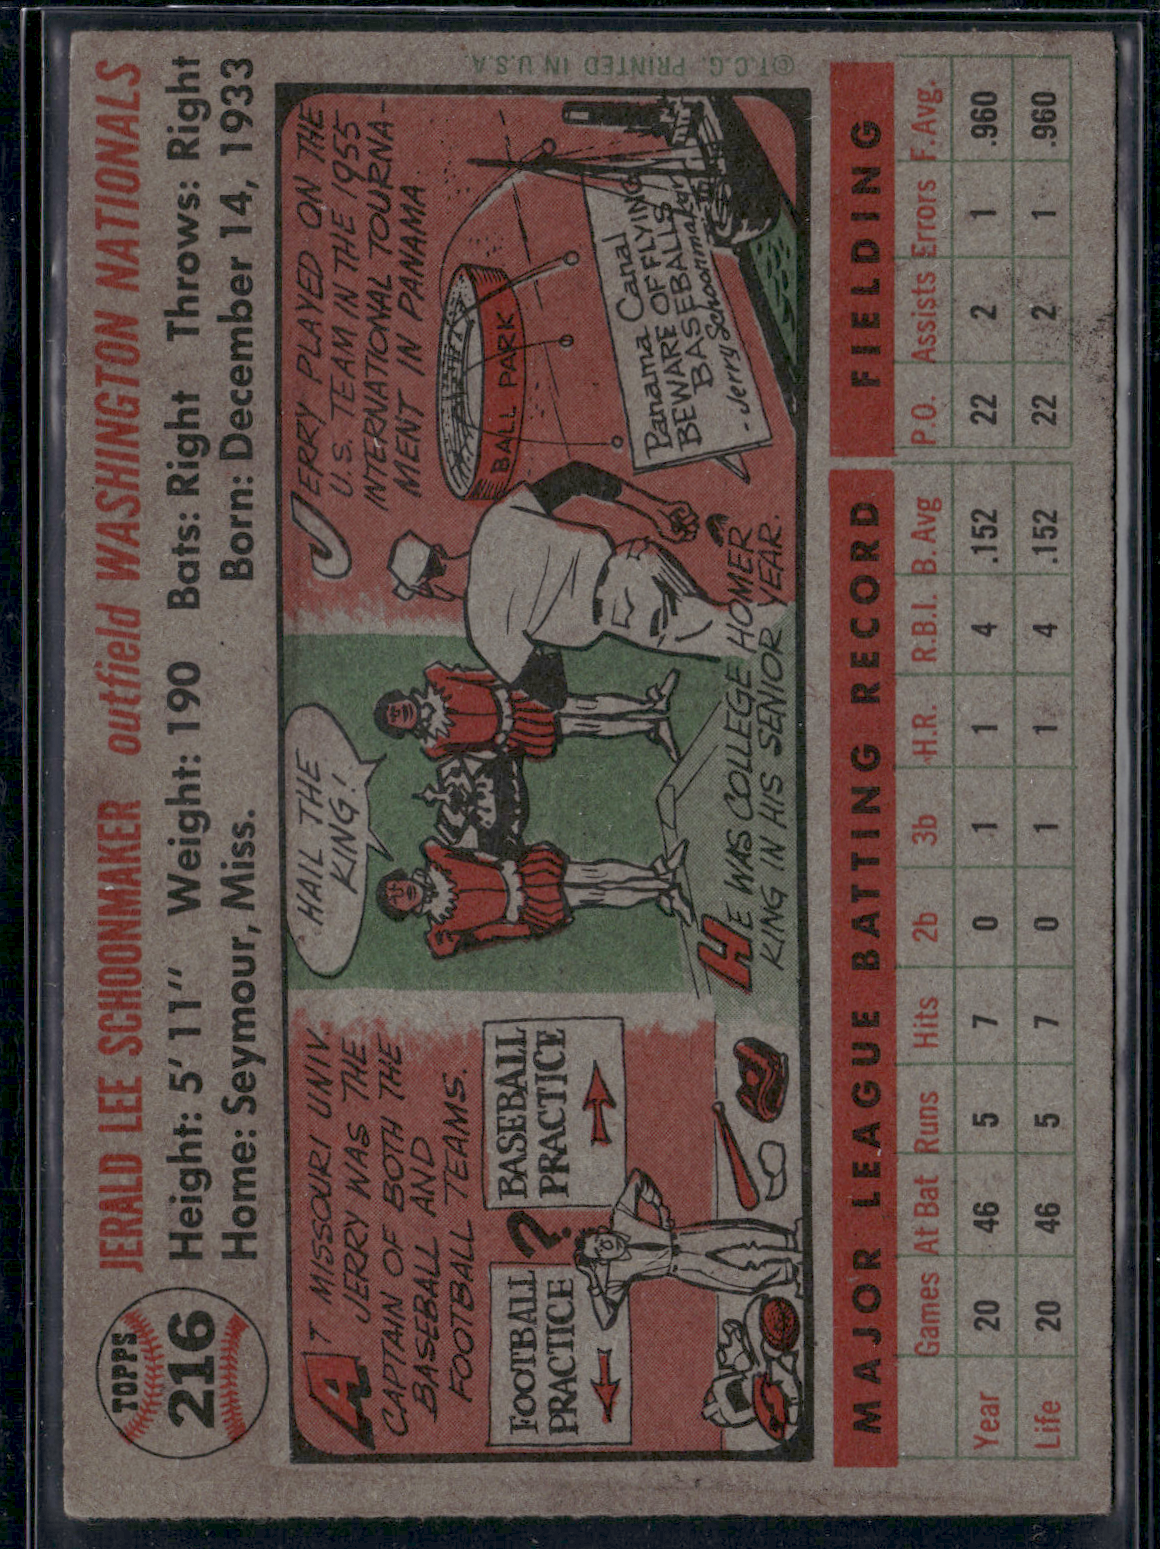 TOPPS
216
JERALD LEE SCHOONMAKER outfield WASHINGTON NATIONALS
Height: 5' 11" Weight: 190 Bats: Right Throws: Right
Home: Seymour, Miss. Born: December 14, 1933
AT MISSOURI UNIV
JERRY WAS THE
CAPTAIN OF BOTH THE
BASEBALL AND
FOOTBALL TEAMS.
FOOTBALL
PRACTICE
?
BASEBALL
PRACTICE
HAIL THE
KING!
HE WAS COLLEGE HOMER
KING IN HIS SENIOR YEAR.
JERRY PLAYED ON THE
U.S. TEAM IN THE 1955
INTERNATIONAL TOURNA-
MENT IN PANAMA
BALL PARK
Panama Canal
BEWARE OF FLYING
BASEBALLS
- Jerry Schoonmaker
©T.C.G. PRINTED IN U.S.A
MAJOR LEAGUE BATTING RECORD FIELDING
Games At Bat Runs Hits 2b 3b H.R. R.B.I. B.Avg P.O. Assists Errors F.Avg.
Year 20 46 5 7 0 1 1 4 .152 22 2 1 .960
Life 20 46 5 7 0 1 1 4 .152 22 2 1 .960